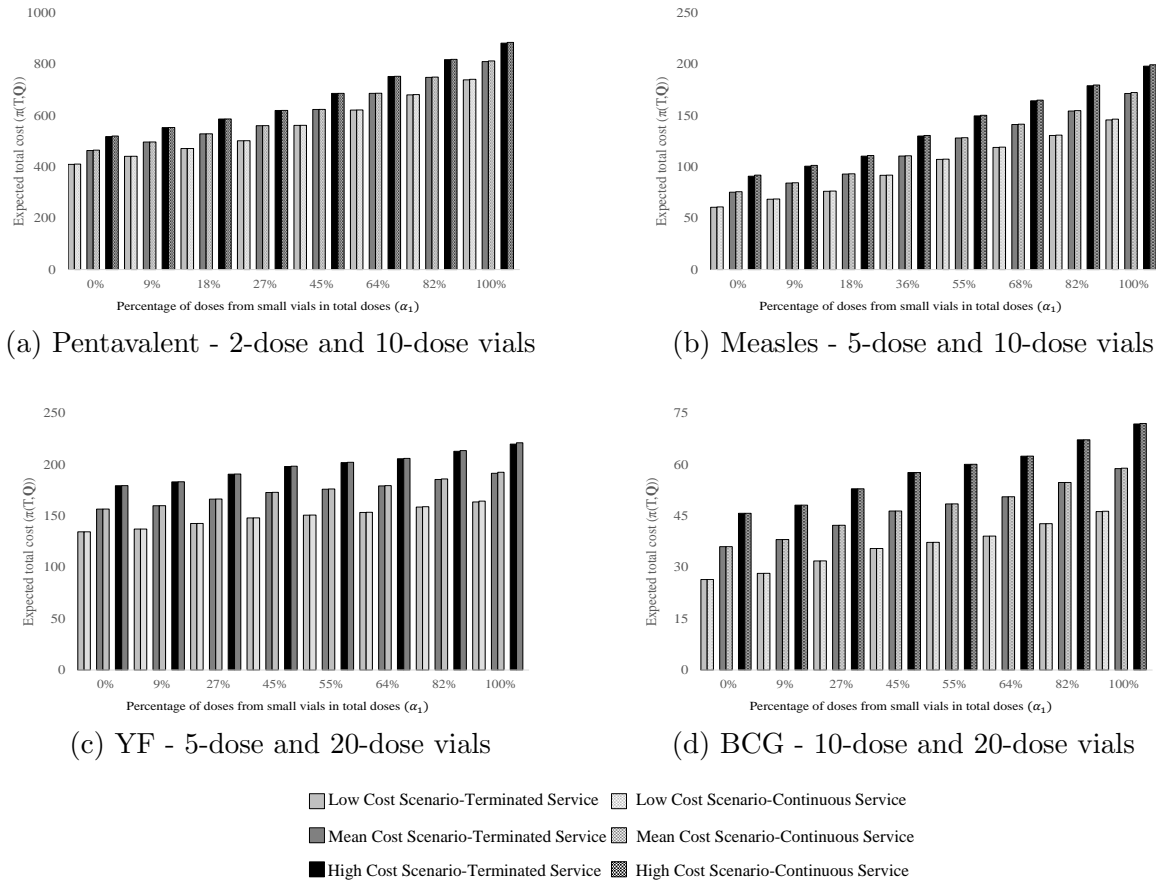 1000
800
600
400
200
0
Expected total cost (π(T,Q))
0% 9% 18% 27% 45% 64% 82% 100%
Percentage of doses from small vials in total doses (α₁)
(a) Pentavalent - 2-dose and 10-dose vials
250
200
150
100
50
0
Expected total cost (π(T,Q))
0% 9% 18% 36% 55% 68% 82% 100%
Percentage of doses from small vials in total doses (α₁)
(b) Measles - 5-dose and 10-dose vials
250
200
150
100
50
0
Expected total cost (π(T,Q))
0% 9% 27% 45% 55% 64% 82% 100%
Percentage of doses from small vials in total doses (α₁)
(c) YF - 5-dose and 20-dose vials
75
60
45
30
15
0
Expected total cost (π(T,Q))
0% 9% 27% 45% 55% 64% 82% 100%
Percentage of doses from small vials in total doses (α₁)
(d) BCG - 10-dose and 20-dose vials
Low Cost Scenario-Terminated Service Low Cost Scenario-Continuous Service
Mean Cost Scenario-Terminated Service Mean Cost Scenario-Continuous Service
High Cost Scenario-Terminated Service High Cost Scenario-Continuous Service